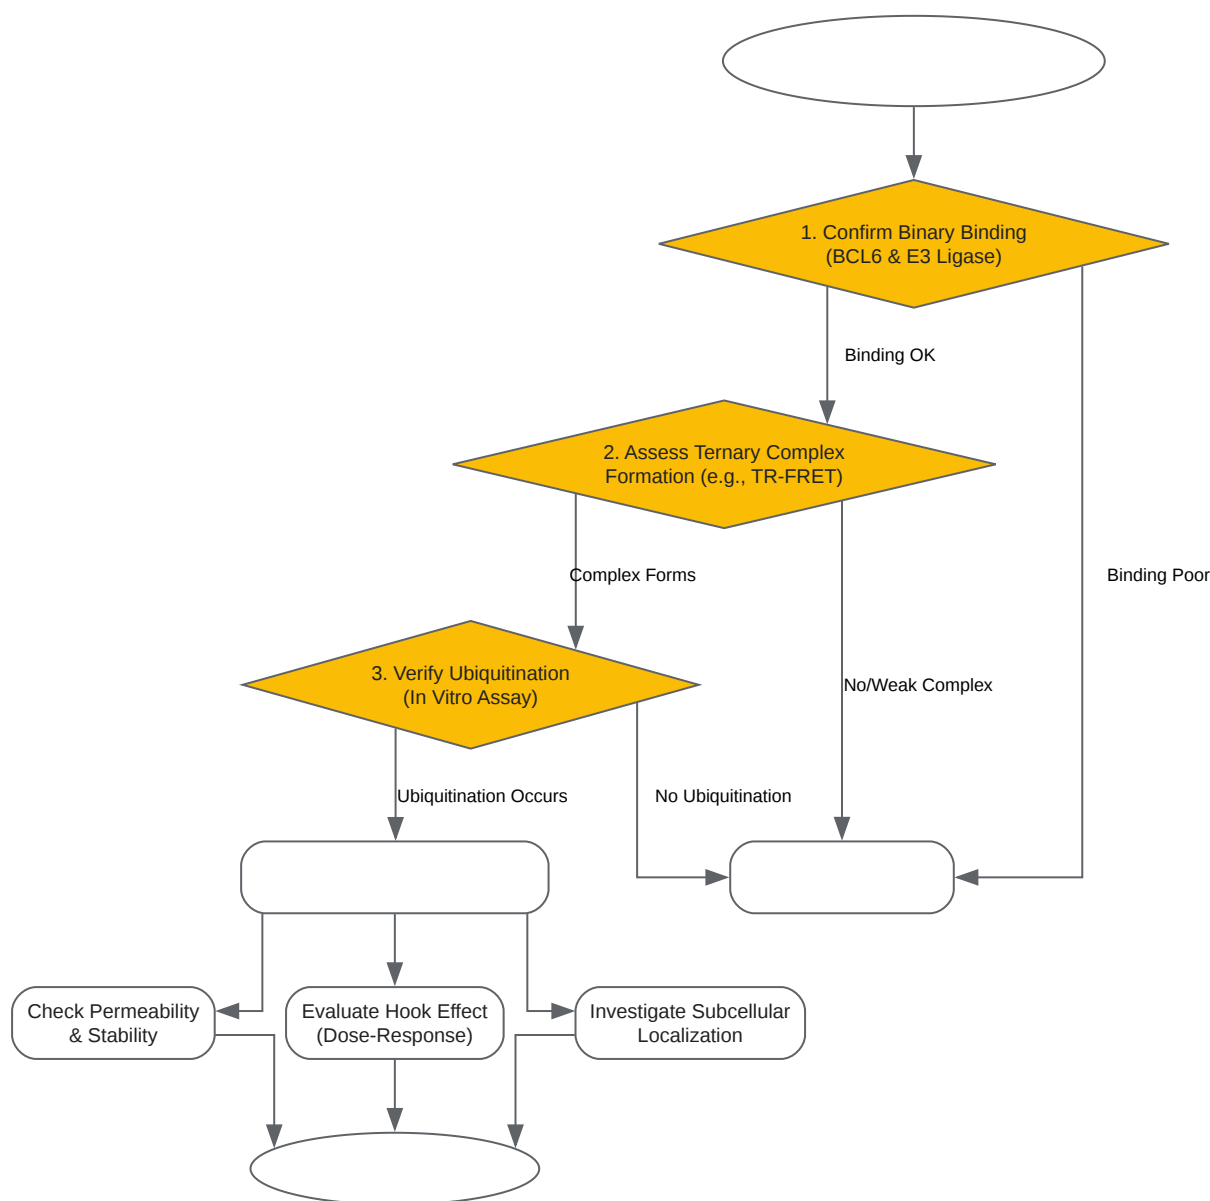 1. Confirm Binary Binding
(BCL6 & E3 Ligase)
Binding OK
2. Assess Ternary Complex
Formation (e.g., TR-FRET)
Complex Forms
Binding Poor
3. Verify Ubiquitination
(In Vitro Assay)
No/Weak Complex
Ubiquitination Occurs
No Ubiquitination
Check Permeability
& Stability
Evaluate Hook Effect
(Dose-Response)
Investigate Subcellular
Localization